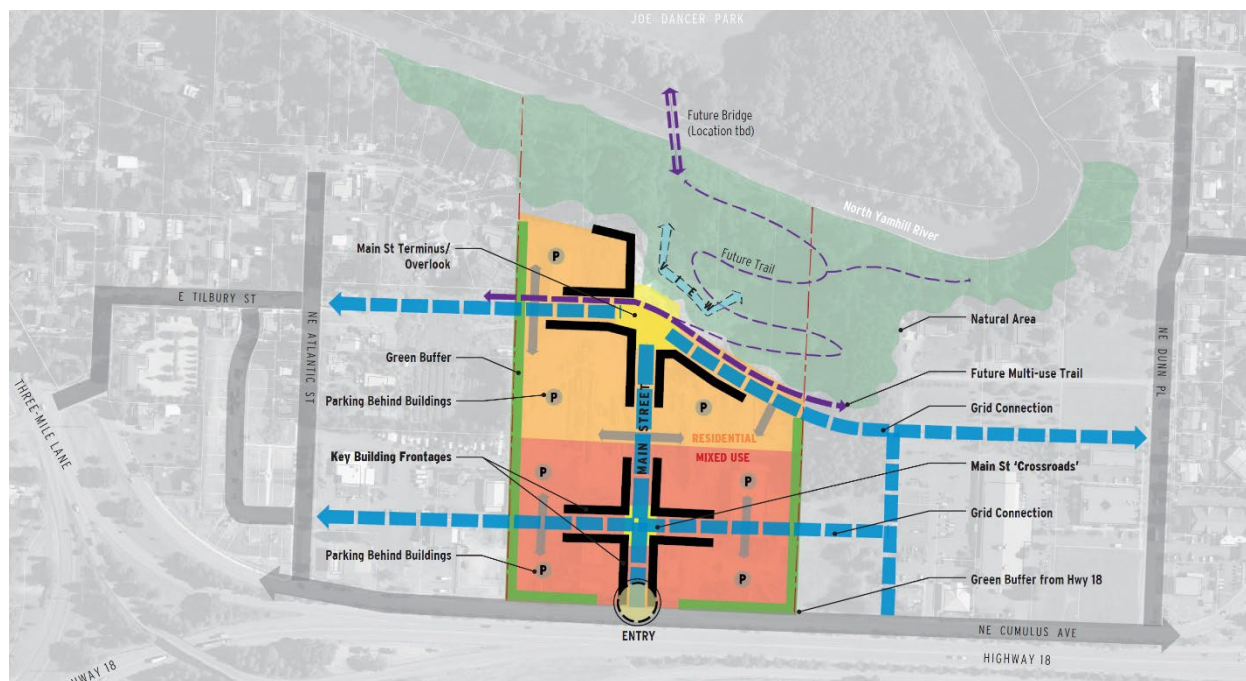 JOE DANCER PARK
Future Bridge
(Location tbd)
North Yamhill River
Main St Terminus/
Overlook
P
VIEW
Future Trail
E TILBURY ST
NE ATLANTIC ST
Natural Area
NE DUNN PL
Green Buffer
Future Multi-use Trail
THREE-MILE LANE
Parking Behind Buildings
P
P
Grid Connection
MAIN STREET
RESIDENTIAL
MIXED USE
Key Building Frontages
Main St ‘Crossroads’
P
P
Grid Connection
Parking Behind Buildings
P
P
Green Buffer from Hwy 18
ENTRY
NE CUMULUS AVE
HIGHWAY 18
HWAY 18